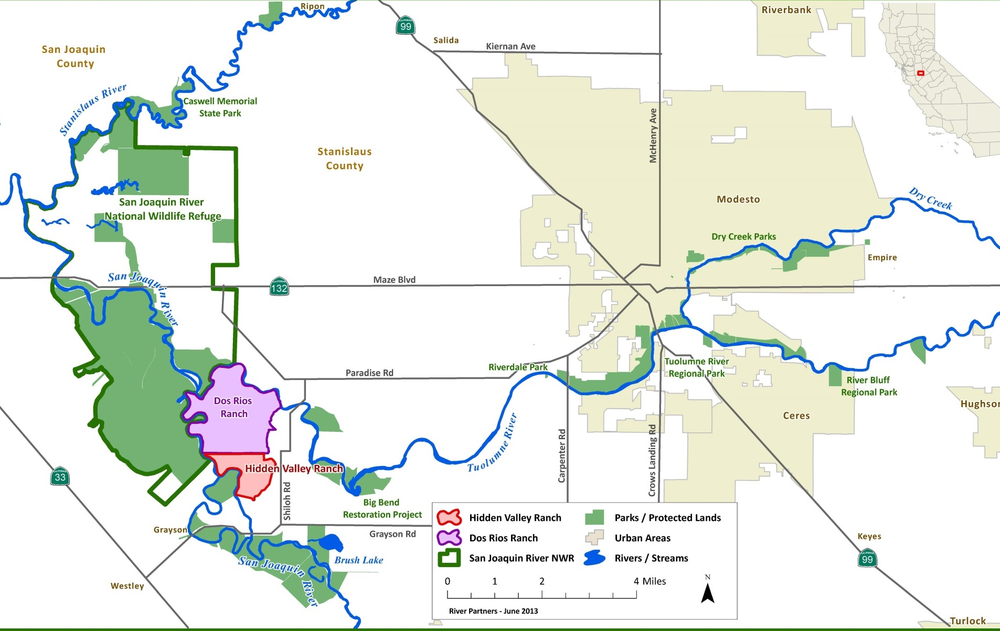 Ripon
Riverbank
CALIFORNIA
99
Salida
Kiernan Ave
San Joaquin
County
Stanislaus River
Caswell Memorial
State Park
McHenry Ave
Stanislaus
County
San Joaquin River
National Wildlife Refuge
Modesto
Dry Creek
Dry Creek Parks
Empire
San Joaquin River
CALIFORNIA
132
Maze Blvd
Riverdale Park
Paradise Rd
Tuolumne River
Regional Park
River Bluff
Regional Park
Dos Rios
Ranch
Hughson
Ceres
Tuolumne River
Carpenter Rd
Crows Landing Rd
Hidden Valley Ranch
CALIFORNIA
33
Shiloh Rd
Big Bend
Restoration Project
Grayson
Grayson Rd
San Joaquin River
Brush Lake
Westley
Keyes
CALIFORNIA
99
Turlock
Hidden Valley Ranch
Dos Rios Ranch
San Joaquin River NWR
Parks / Protected Lands
Urban Areas
Rivers / Streams
0 1 2 4 Miles
N
River Partners - June 2013